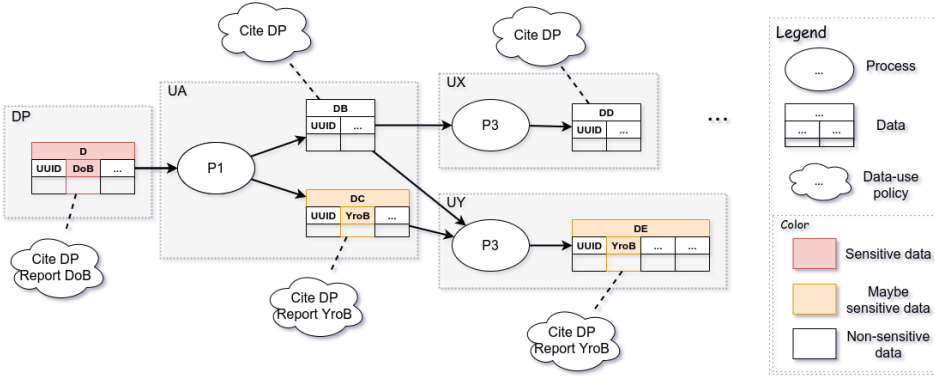 Cite DP
Cite DP
Legend
...
Process
UA
UX
DP
DB
UUID
...
P3
DD
UUID
...
...
...
...
...
Data
D
UUID
DoB
...
P1
DC
UUID
YroB
...
UY
P3
DE
UUID
YroB
...
...
...
Data-use
policy
Cite DP
Report DoB
Cite DP
Report YroB
Cite DP
Report YroB
Color
Sensitive data
Maybe
sensitive data
Non-sensitive
data